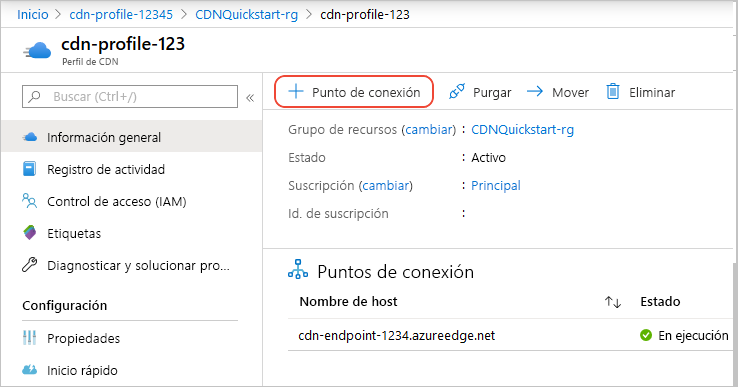 Inicio > cdn-profile-12345 > CDNQuickstart-rg > cdn-profile-123
cdn-profile-123
Perfil de CDN
Buscar (Ctrl+/)
«
Información general
Registro de actividad
Control de acceso (IAM)
Etiquetas
Diagnosticar y solucionar pro...
Configuración
Propiedades
Inicio rápido
Punto de conexión Purgar Mover Eliminar
Grupo de recursos (cambiar) : CDNQuickstart-rg
Estado : Activo
Suscripción (cambiar) : Principal
Id. de suscripción :
Puntos de conexión
Nombre de host ↑↓ Estado
cdn-endpoint-1234.azureedge.net En ejecución